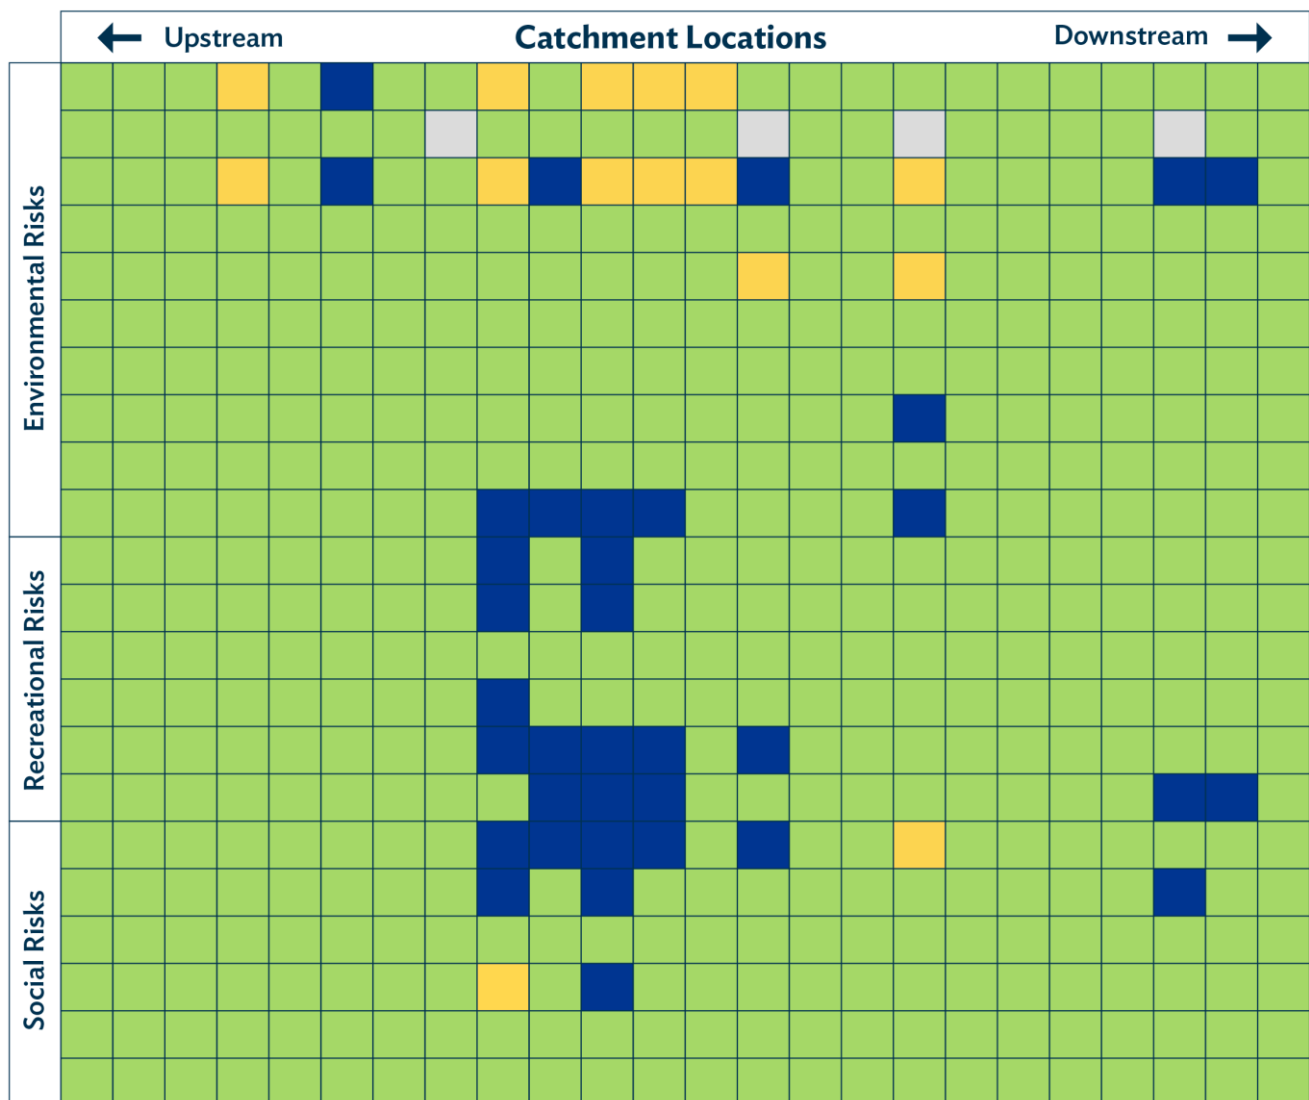 Upstream
Catchment Locations
Downstream
Environmental Risks
Recreational Risks
Social Risks